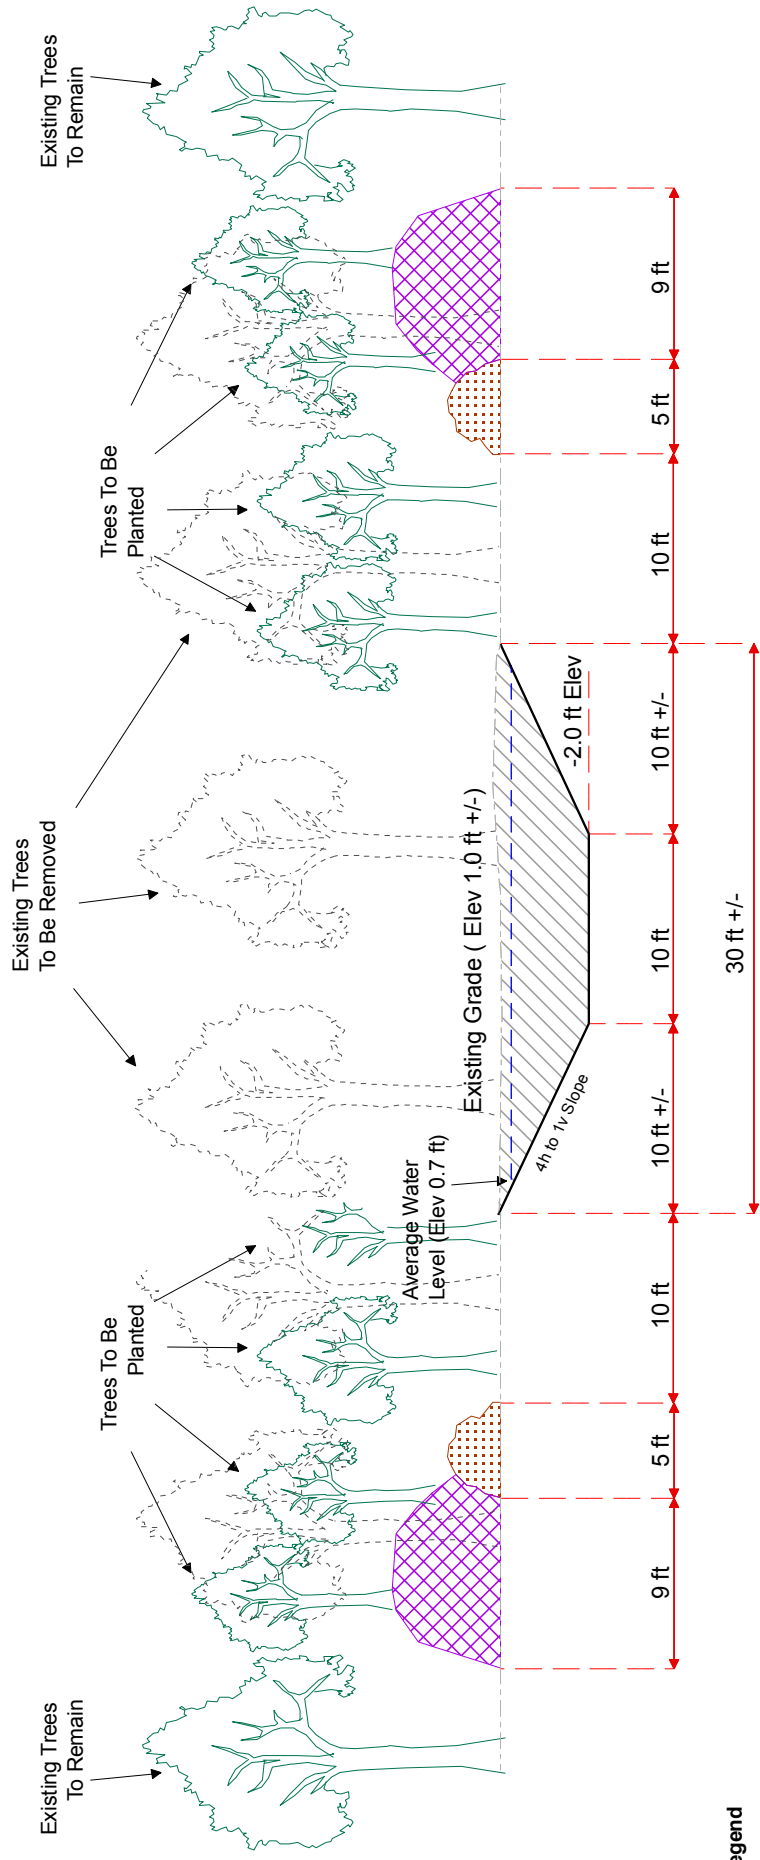 Existing Trees
To Remain
Trees To Be
Planted
Existing Trees
To Be Removed
Trees To Be
Planted
Existing Trees
To Remain
Average Water
Level (Elev 0.7 ft)
Existing Grade ( Elev 1.0 ft +/-)
4h to 1v Slope
-2.0 ft Elev
9 ft
5 ft
10 ft
10 ft +/-
10 ft
10 ft +/-
10 ft
5 ft
9 ft
30 ft +/-
egend